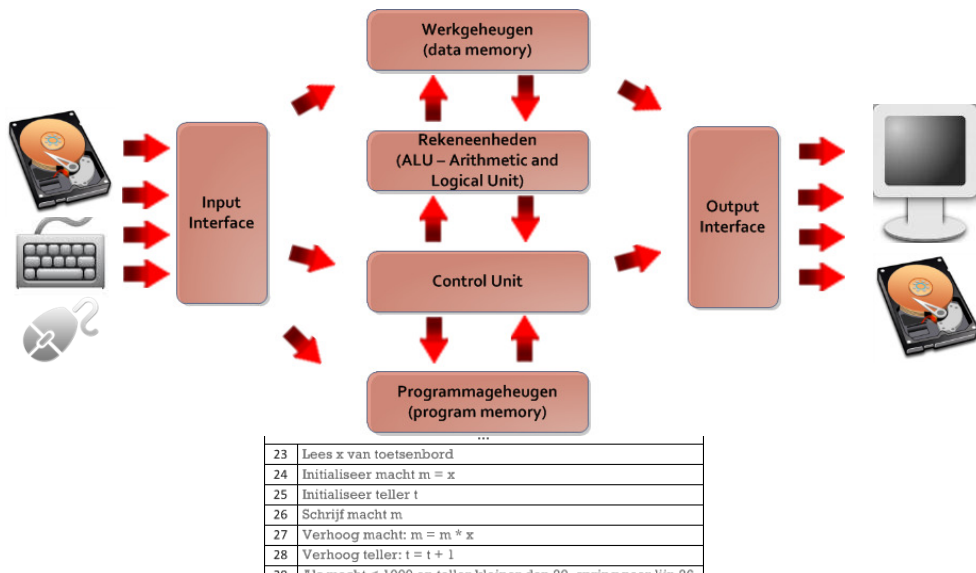 Werkgeheugen
(data memory)
Rekeneenheden
(ALU – Arithmetic and
Logical Unit)
Input
Interface
Output
Interface
Control Unit
Programmageheugen
(program memory)
...
23 Lees x van toetsenbord
24 Initialiseer macht m = x
25 Initialiseer teller t
26 Schrijf macht m
27 Verhoog macht: m = m * x
28 Verhoog teller: t = t + 1